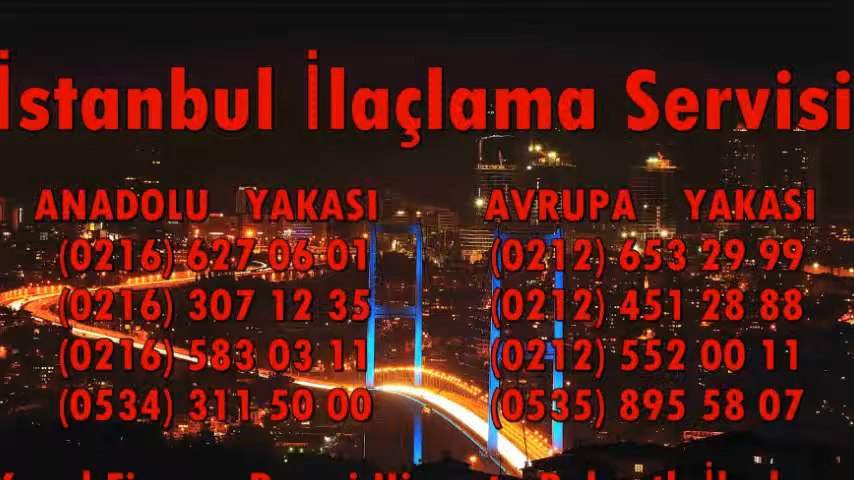 İstanbul İlaçlama Servisi
ANADOLU YAKASI AVRUPA YAKASI
(0216) 627 06 01 (0212) 653 29 99
(0216) 307 12 35 (0212) 451 28 88
(0216) 583 03 11 (0212) 552 00 11
(0534) 311 50 00 (0535) 895 58 07